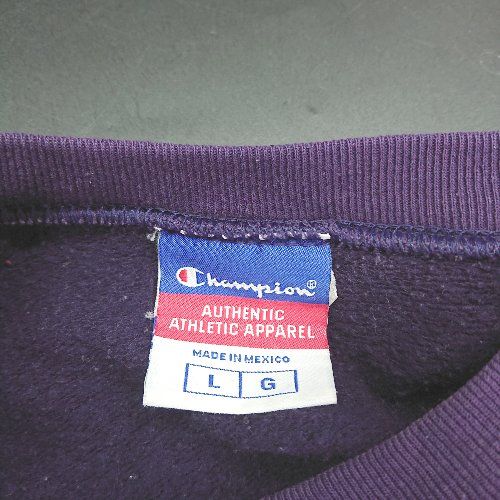 Champion®
AUTHENTIC
ATHLETIC APPAREL
MADE IN MEXICO
L G